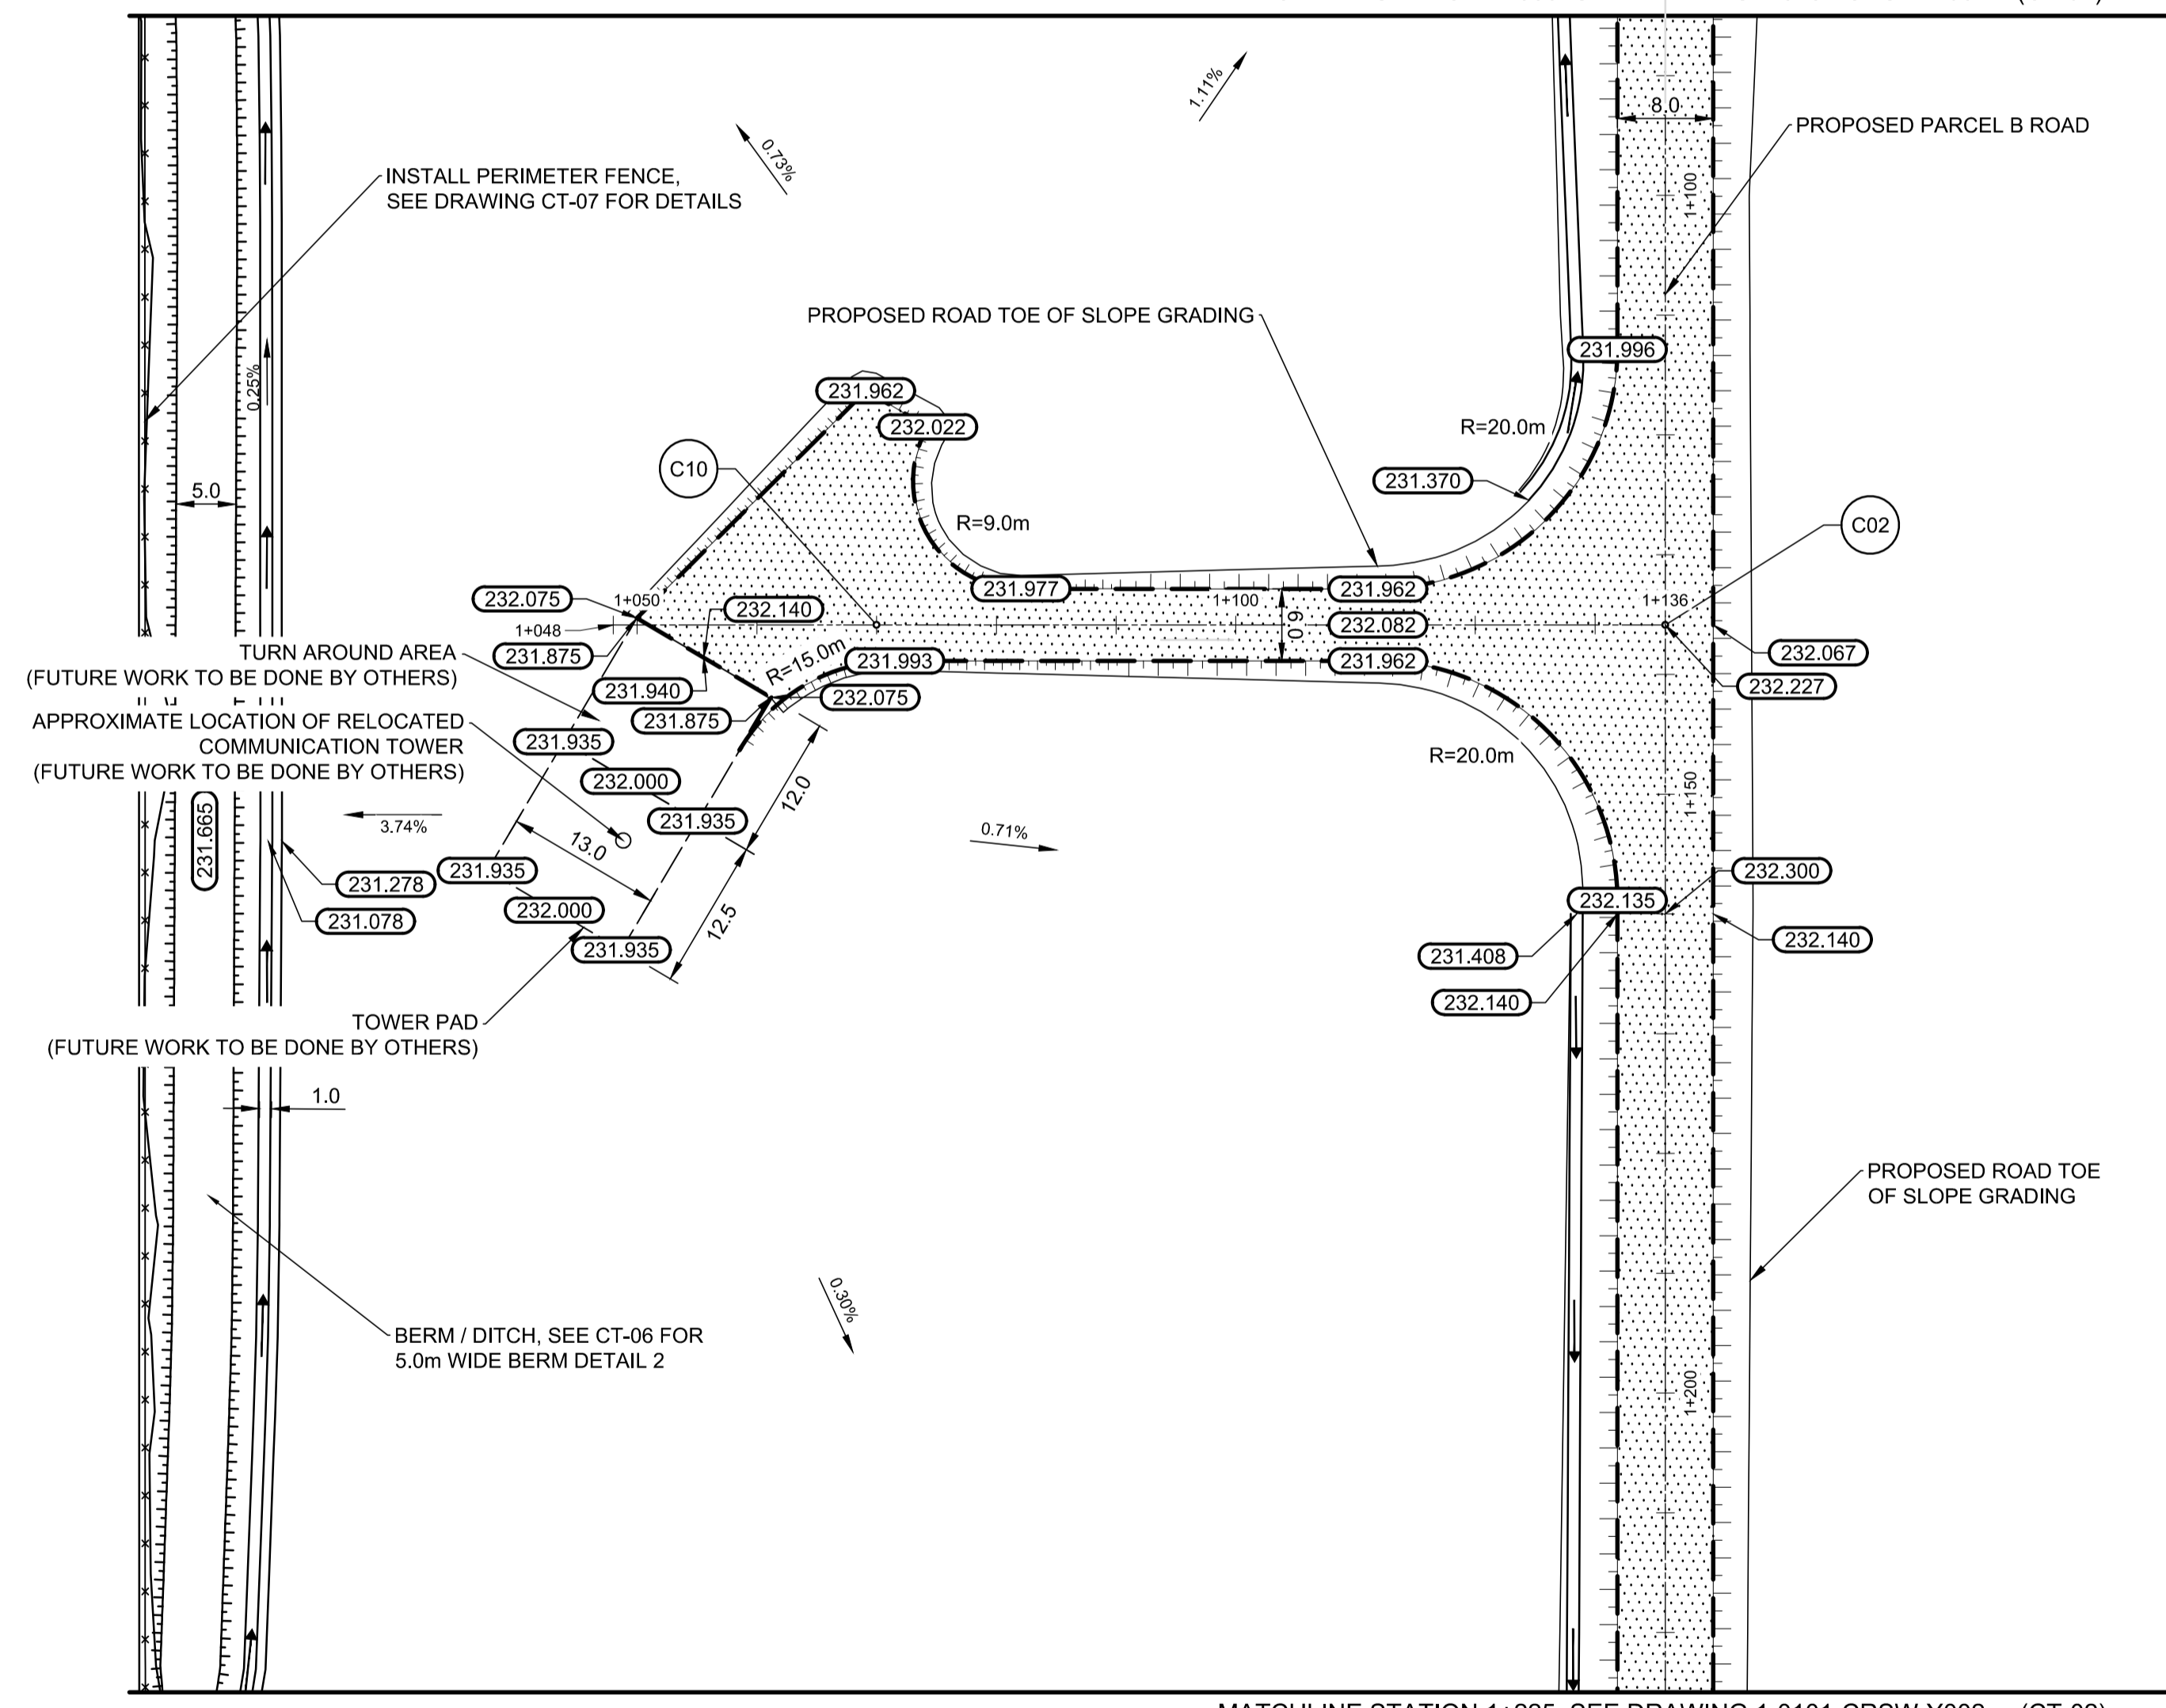 8.0
PROPOSED PARCEL B ROAD
1.11%
0.73%
INSTALL PERIMETER FENCE,
SEE DRAWING CT-07 FOR DETAILS
1+100
PROPOSED ROAD TOE OF SLOPE GRADING
231.996
0.25%
231.962
232.022
R=20.0m
C10
231.370
5.0
R=9.0m
C02
231.977
231.962
232.075
1+050
232.140
1+100
6.0
1+136
1+048
232.082
231.875
R=15.0m
231.993
231.962
232.067
TURN AROUND AREA
(FUTURE WORK TO BE DONE BY OTHERS)
231.940
232.075
232.227
APPROXIMATE LOCATION OF RELOCATED
COMMUNICATION TOWER
(FUTURE WORK TO BE DONE BY OTHERS)
231.875
231.935
R=20.0m
232.000
12.0
1+150
231.665
3.74%
231.935
0.71%
13.0
231.935
231.278
232.300
232.135
231.078
232.000
12.5
231.935
232.140
231.408
232.140
TOWER PAD
(FUTURE WORK TO BE DONE BY OTHERS)
1.0
PROPOSED ROAD TOE
OF SLOPE GRADING
0.30%
BERM / DITCH, SEE CT-06 FOR
5.0m WIDE BERM DETAIL 2
1+200